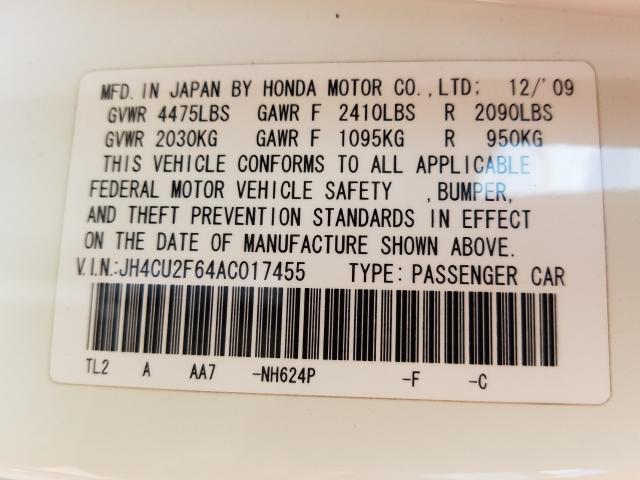 MFD. IN JAPAN BY HONDA MOTOR CO.,LTD; 12/'09
GVWR 4475LBS GAWR F 2410LBS R 2090LBS
GVWR 2030KG GAWR F 1095KG R 950KG
THIS VEHICLE CONFORMS TO ALL APPLICABLE
FEDERAL MOTOR VEHICLE SAFETY ,BUMPER,
AND THEFT PREVENTION STANDARDS IN EFFECT
ON THE DATE OF MANUFACTURE SHOWN ABOVE.
V.I.N.:JH4CU2F64AC017455 TYPE: PASSENGER CAR
TL2 A AA7 -NH624P -F -C